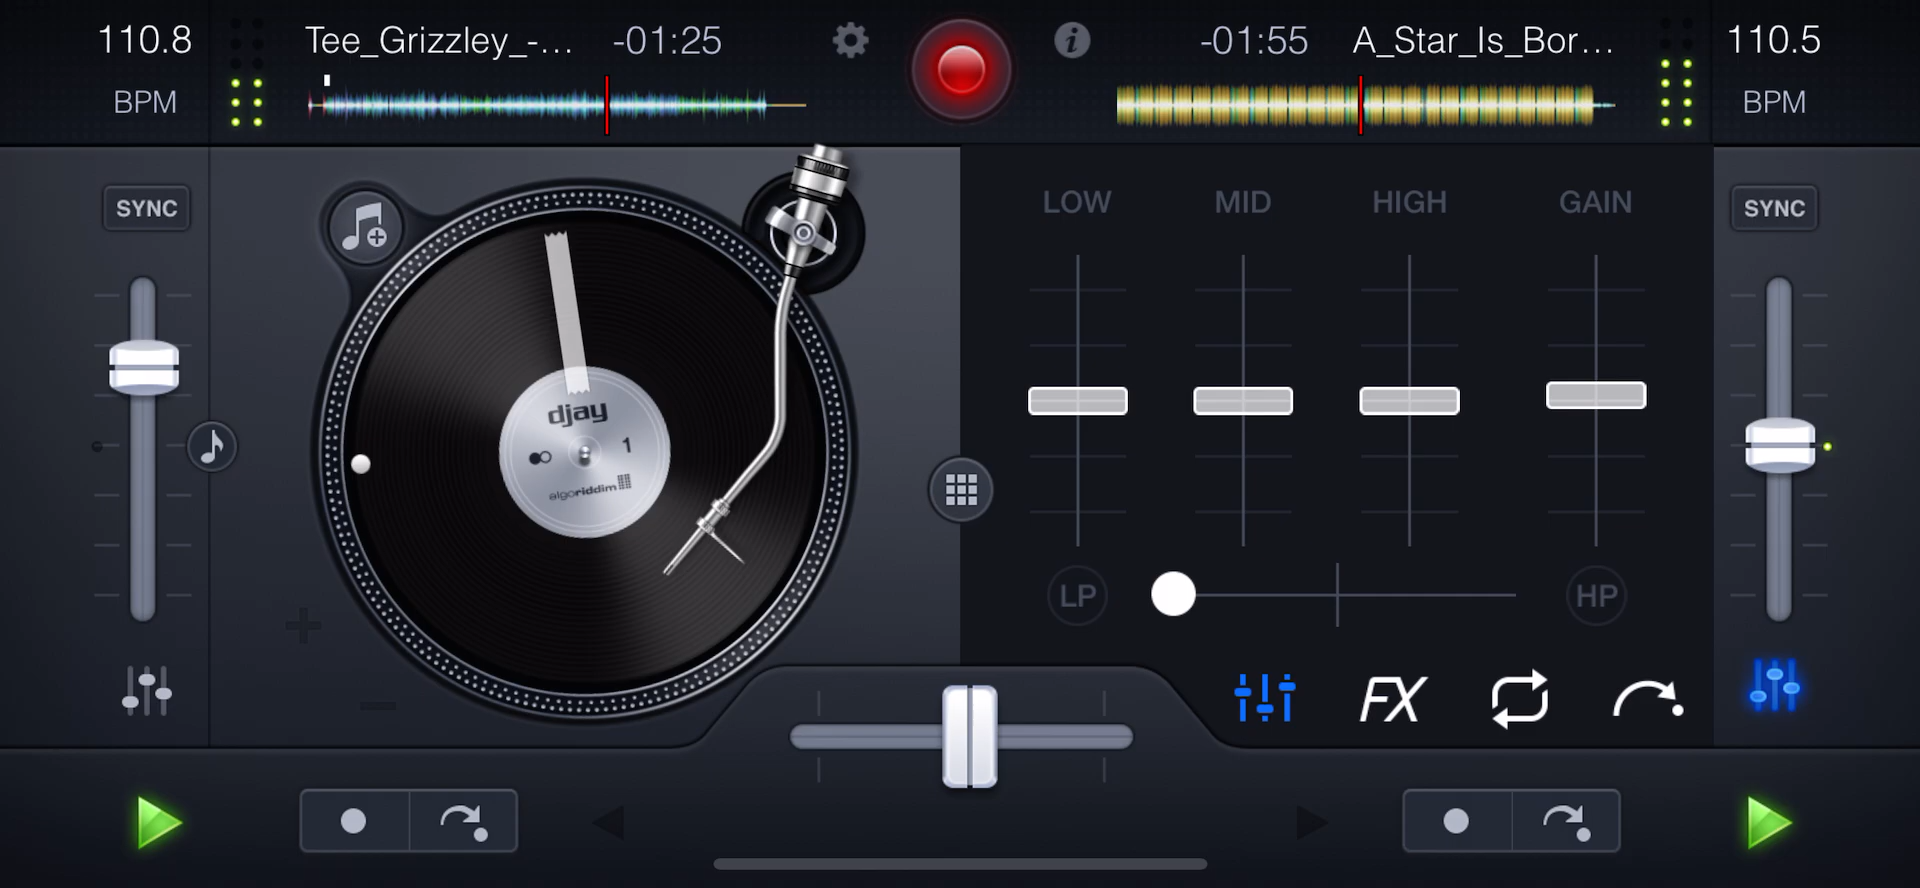 110.8
BPM
Tee_Grizzley_-...
-01:25
-01:55
A_Star_Is_Bor...
110.5
BPM
SYNC
LOW
MID
HIGH
GAIN
SYNC
djay
1
algoriddim
LP
HP
FX